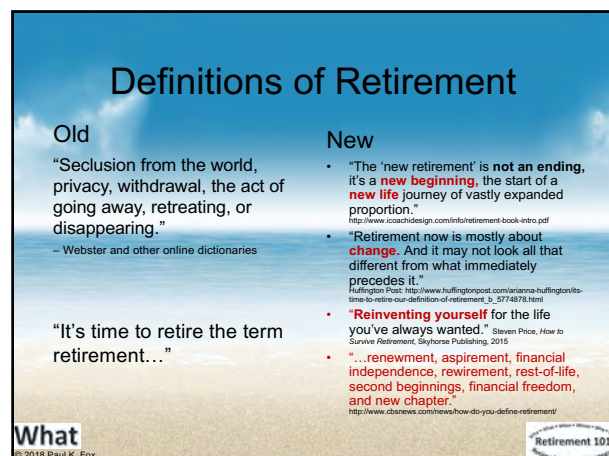 Definitions of Retirement
Old
“Seclusion from the world,
privacy, withdrawal, the act of
going away, retreating, or
disappearing.”
– Webster and other online dictionaries
“It’s time to retire the term
retirement…”
New
• “The ‘new retirement’ is not an ending,
it’s a new beginning, the start of a
new life journey of vastly expanded
proportion.”
http://www.icoachidesign.com/info/retirement-book-intro.pdf
• “Retirement now is mostly about
change. And it may not look all that
different from what immediately
precedes it.”
Huffington Post: http://www.huffingtonpost.com/arianna-huffington/its-
time-to-retire-our-definition-of-retirement_b_5774878.html
• “Reinventing yourself for the life
you’ve always wanted.” Steven Price, How to
Survive Retirement, Skyhorse Publishing, 2015
• “…renewment, aspirement, financial
independence, rewirement, rest-of-life,
second beginnings, financial freedom,
and new chapter.”
http://www.cbsnews.com/news/how-do-you-define-retirement/
What
© 2018 Paul K. Fox
Retirement 101